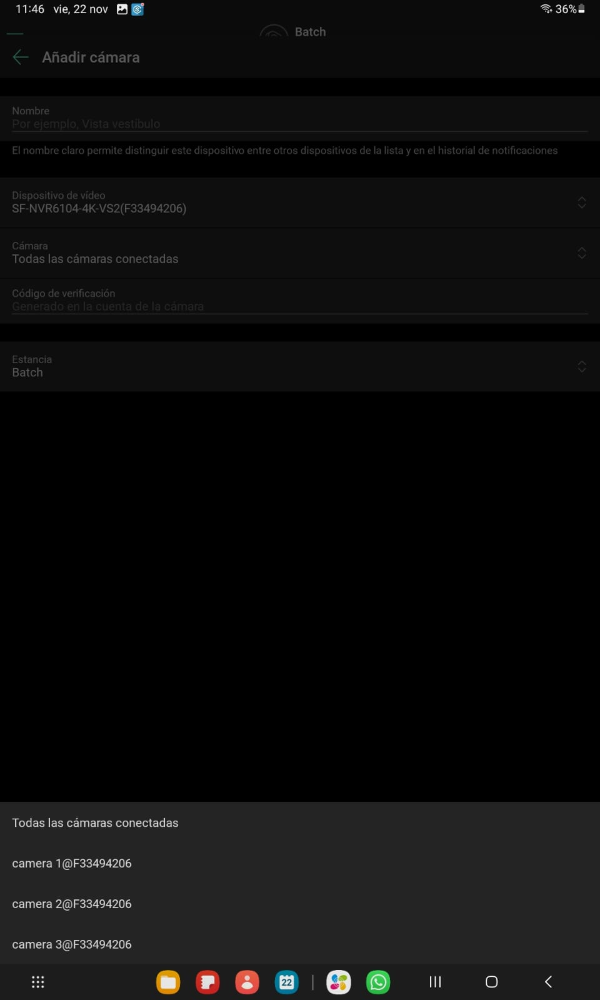 11:46 vie, 22 nov 36%
Batch
Añadir cámara
Nombre
Por ejemplo, Vista vestíbulo
El nombre claro permite distinguir este dispositivo entre otros dispositivos de la lista y en el historial de notificaciones
Dispositivo de vídeo
SF-NVR6104-4K-VS2(F33494206)
Cámara
Todas las cámaras conectadas
Código de verificación
Generado en la cuenta de la cámara
Estancia
Batch
Todas las cámaras conectadas
camera 1@F33494206
camera 2@F33494206
camera 3@F33494206
22